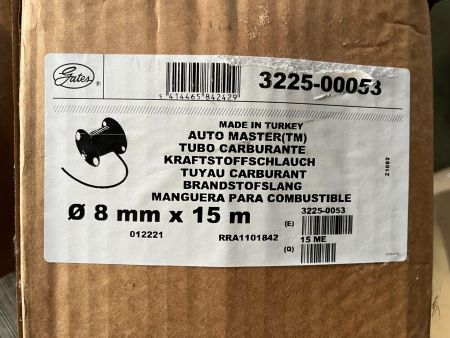 Gates®
5 414465 842429
3225-00053
MADE IN TURKEY
AUTO MASTER(TM)
TUBO CARBURANTE
KRAFTSTOFFSCHLAUCH
TUYAU CARBURANT
BRANDSTOFSLANG
MANGUERA PARA COMBUSTIBLE
Ø 8 mm x 15 m
(E) 3225-0053
012221 RRA1101842
(Q) 15 ME
Z1092